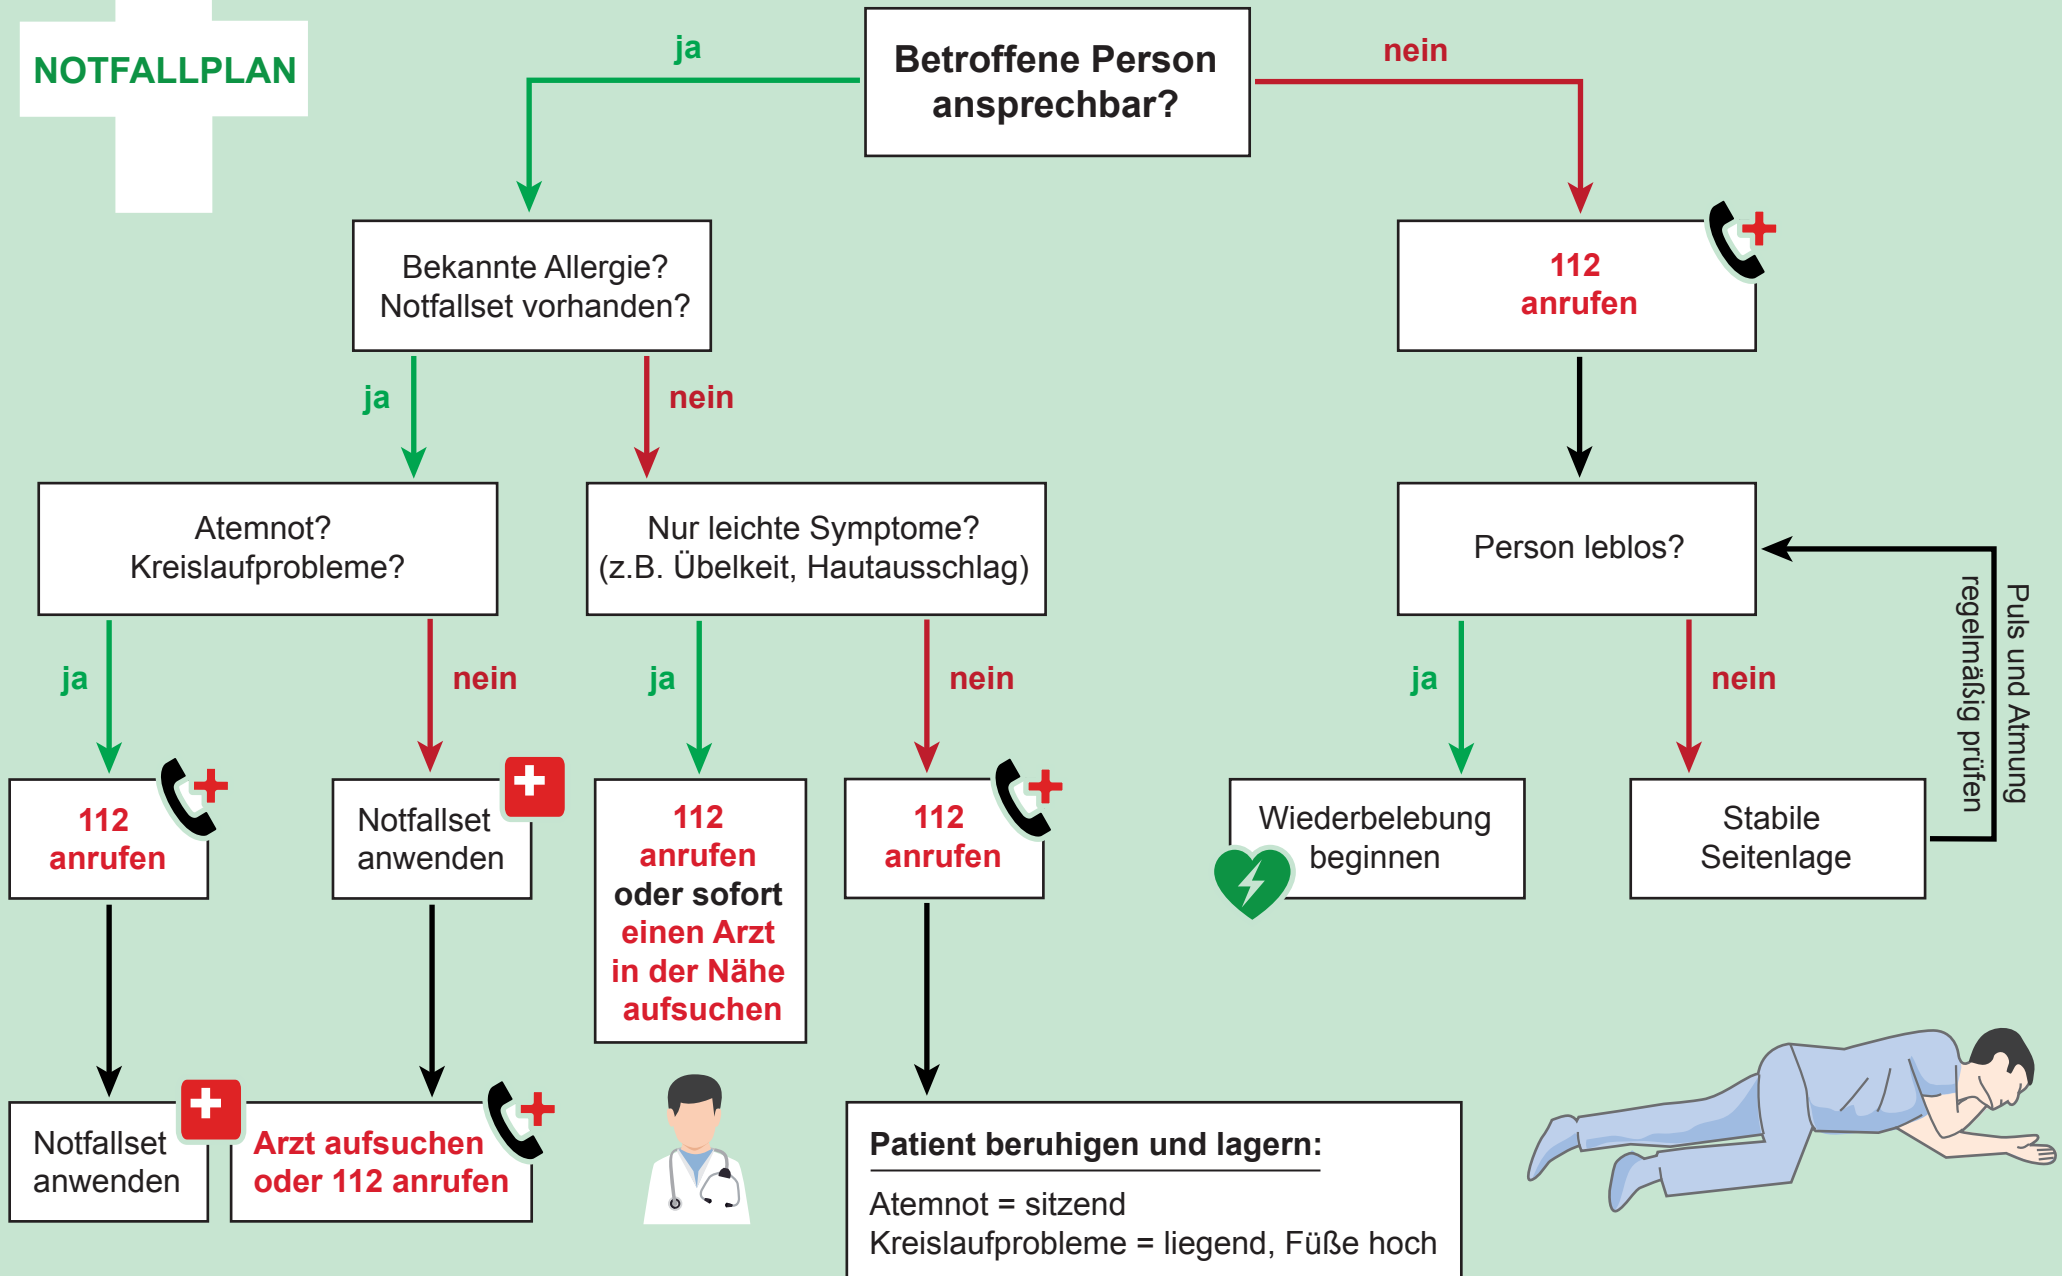 NOTFALLPLAN
ja
Betroffene Person
ansprechbar?
nein
Bekannte Allergie?
Notfallset vorhanden?
112
anrufen
ja
nein
Atemnot?
Kreislaufprobleme?
Nur leichte Symptome?
(z.B. Übelkeit, Hautausschlag)
Person leblos?
Puls und Atmung
regelmäßig prüfen
ja
nein
ja
nein
ja
nein
112
anrufen
Notfallset
anwenden
112
anrufen
oder sofort
einen Arzt
in der Nähe
aufsuchen
112
anrufen
Wiederbelebung
beginnen
Stabile
Seitenlage
Notfallset
anwenden
Arzt aufsuchen
oder 112 anrufen
Patient beruhigen und lagern:
Atemnot = sitzend
Kreislaufprobleme = liegend, Füße hoch